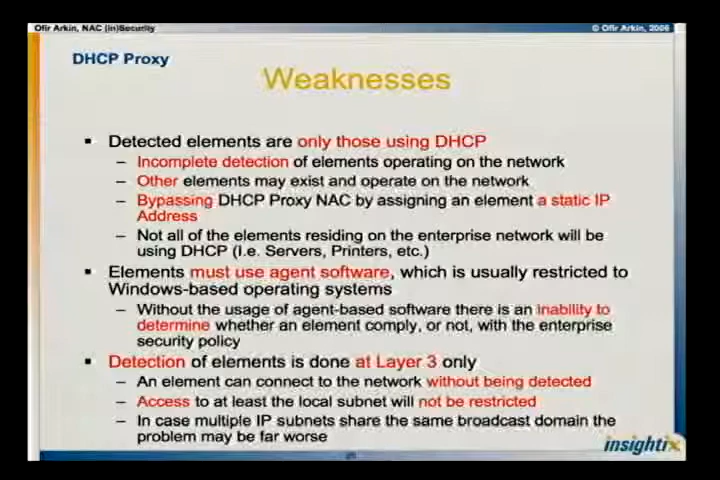 Ofir Arkin, NAC (in)Security
© Ofir Arkin, 2006
DHCP Proxy
Weaknesses
▪ Detected elements are only those using DHCP
– Incomplete detection of elements operating on the network
– Other elements may exist and operate on the network
– Bypassing DHCP Proxy NAC by assigning an element a static IP
Address
– Not all of the elements residing on the enterprise network will be
using DHCP (i.e. Servers, Printers, etc.)
▪ Elements must use agent software, which is usually restricted to
Windows-based operating systems
– Without the usage of agent-based software there is an inability to
determine whether an element comply, or not, with the enterprise
security policy
▪ Detection of elements is done at Layer 3 only
– An element can connect to the network without being detected
– Access to at least the local subnet will not be restricted
– In case multiple IP subnets share the same broadcast domain the
problem may be far worse
insightix